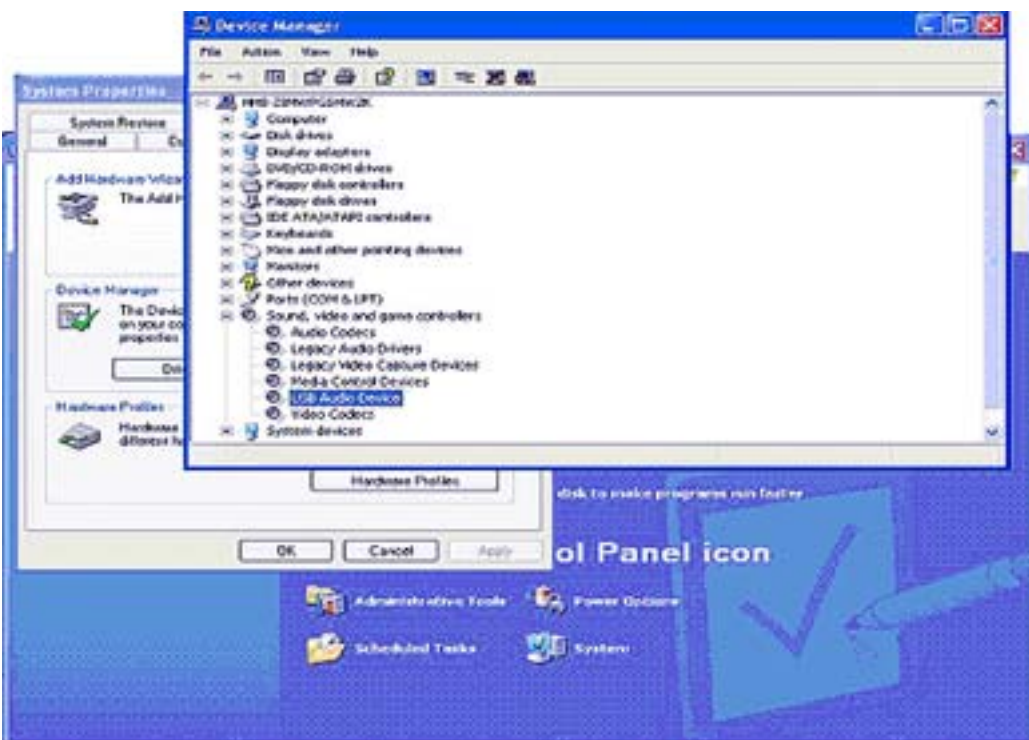 Device Manager
File Action View Help
Computer
Disk drives
Display adapters
DVD/CD-ROM drives
Floppy disk controllers
Floppy disk drives
IDE ATA/ATAPI controllers
Keyboards
Mice and other pointing devices
Monitors
Other devices
Ports (COM & LPT)
Sound, video and game controllers
Audio Codecs
Legacy Audio Drivers
Legacy Video Capture Devices
Media Control Devices
USB Audio Device
Video Codecs
System devices
System Properties
System Restore
General
Add Hardware Wizar
The Add H
Device Manager
The Devic
on your co
properties
Hardware Profiles
Hardware
different ha
Hardware Profiles
OK Cancel Apply
disk to make programs run faster
ol Panel icon
Administrative Tools Power Options
Scheduled Tasks System